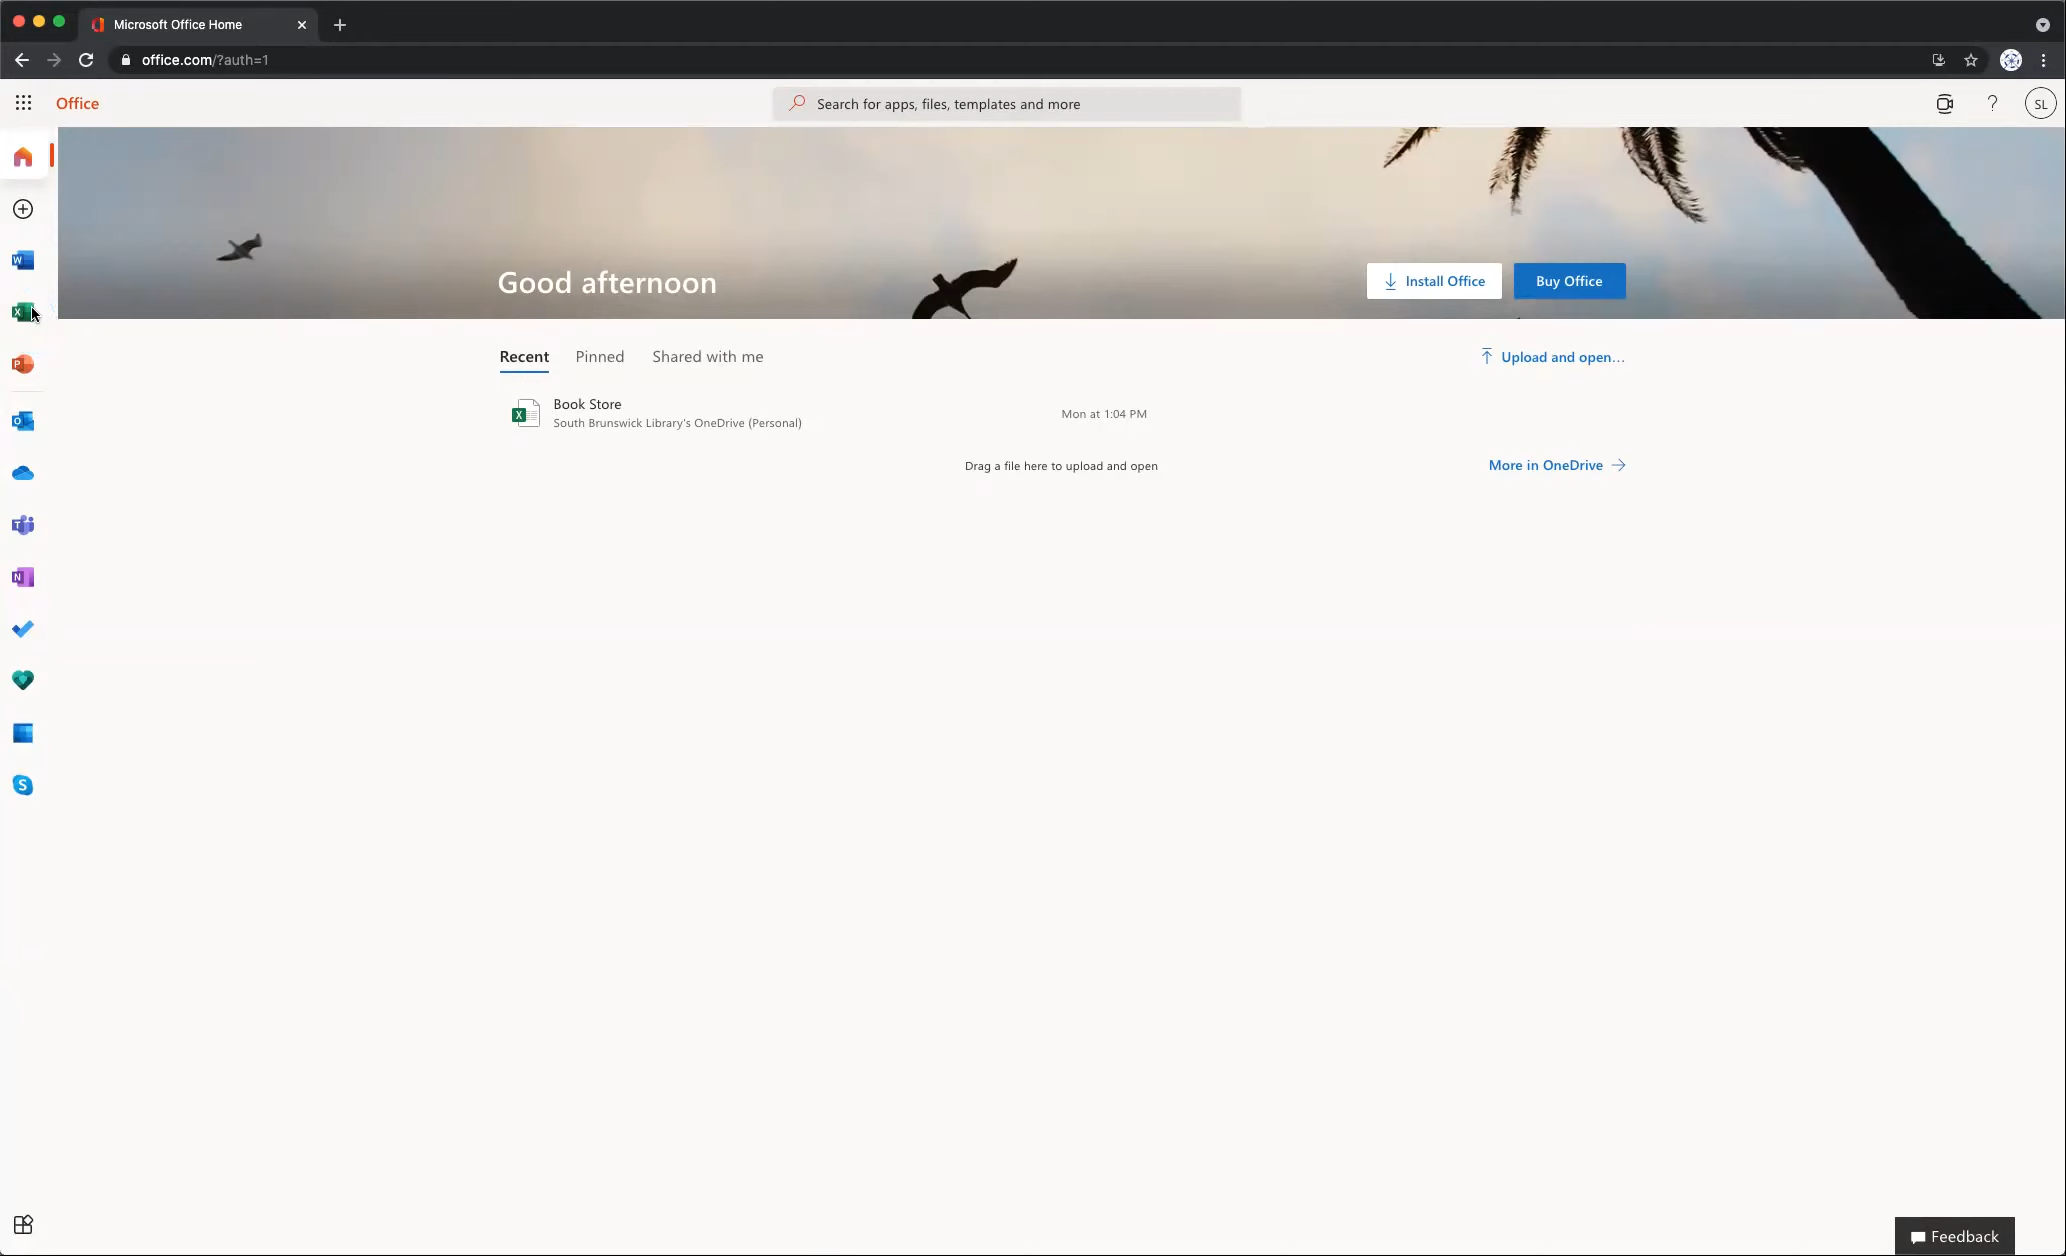 Microsoft Office Home
office.com/?auth=1
Office
Search for apps, files, templates and more
SL
Good afternoon
Install Office
Buy Office
Recent
Pinned
Shared with me
Upload and open...
Book Store
South Brunswick Library's OneDrive (Personal)
Mon at 1:04 PM
Drag a file here to upload and open
More in OneDrive
Feedback